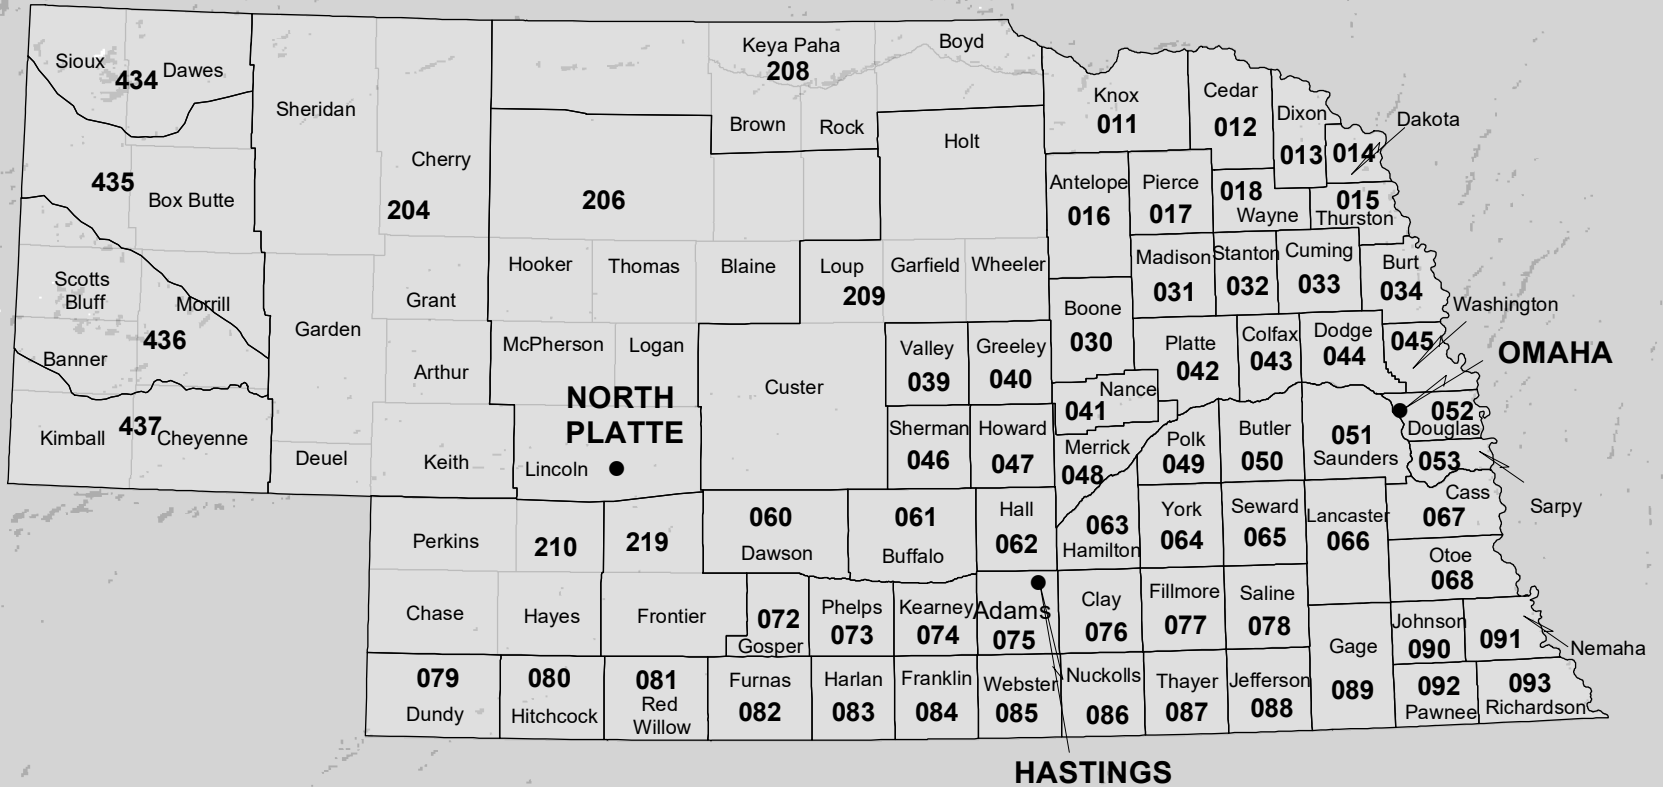 Sioux
434
Dawes
Sheridan
Cherry
204
435
Box Butte
Scotts
Bluff
Morrill
436
Banner
Kimball
437
Cheyenne
Garden
Grant
Arthur
Deuel
Keith
Keya Paha
208
Boyd
Brown
Rock
206
Holt
Hooker
Thomas
Blaine
Loup
209
Garfield
Wheeler
McPherson
Logan
NORTH
PLATTE
Lincoln
Custer
Valley
039
Greeley
040
Sherman
046
Howard
047
Knox
011
Cedar
012
Dixon
013
014
Dakota
Antelope
016
Pierce
017
018
Wayne
015
Thurston
Madison
031
Stanton
032
Cuming
033
Burt
034
Boone
030
Platte
042
Colfax
043
Dodge
044
045
Washington
OMAHA
Nance
041
Merrick
048
Polk
049
Butler
050
051
Saunders
052
Douglas
053
Sarpy
Perkins
210
219
060
Dawson
061
Buffalo
Hall
062
063
Hamilton
York
064
Seward
065
Lancaster
066
Cass
067
Otoe
068
Chase
Hayes
Frontier
072
Gosper
Phelps
073
Kearney
074
Adams
075
Clay
076
Fillmore
077
Saline
078
Gage
089
Johnson
090
091
Nemaha
079
Dundy
080
Hitchcock
081
Red
Willow
Furnas
082
Harlan
083
Franklin
084
Webster
085
Nuckolls
086
Thayer
087
Jefferson
088
092
Pawnee
093
Richardson
HASTINGS